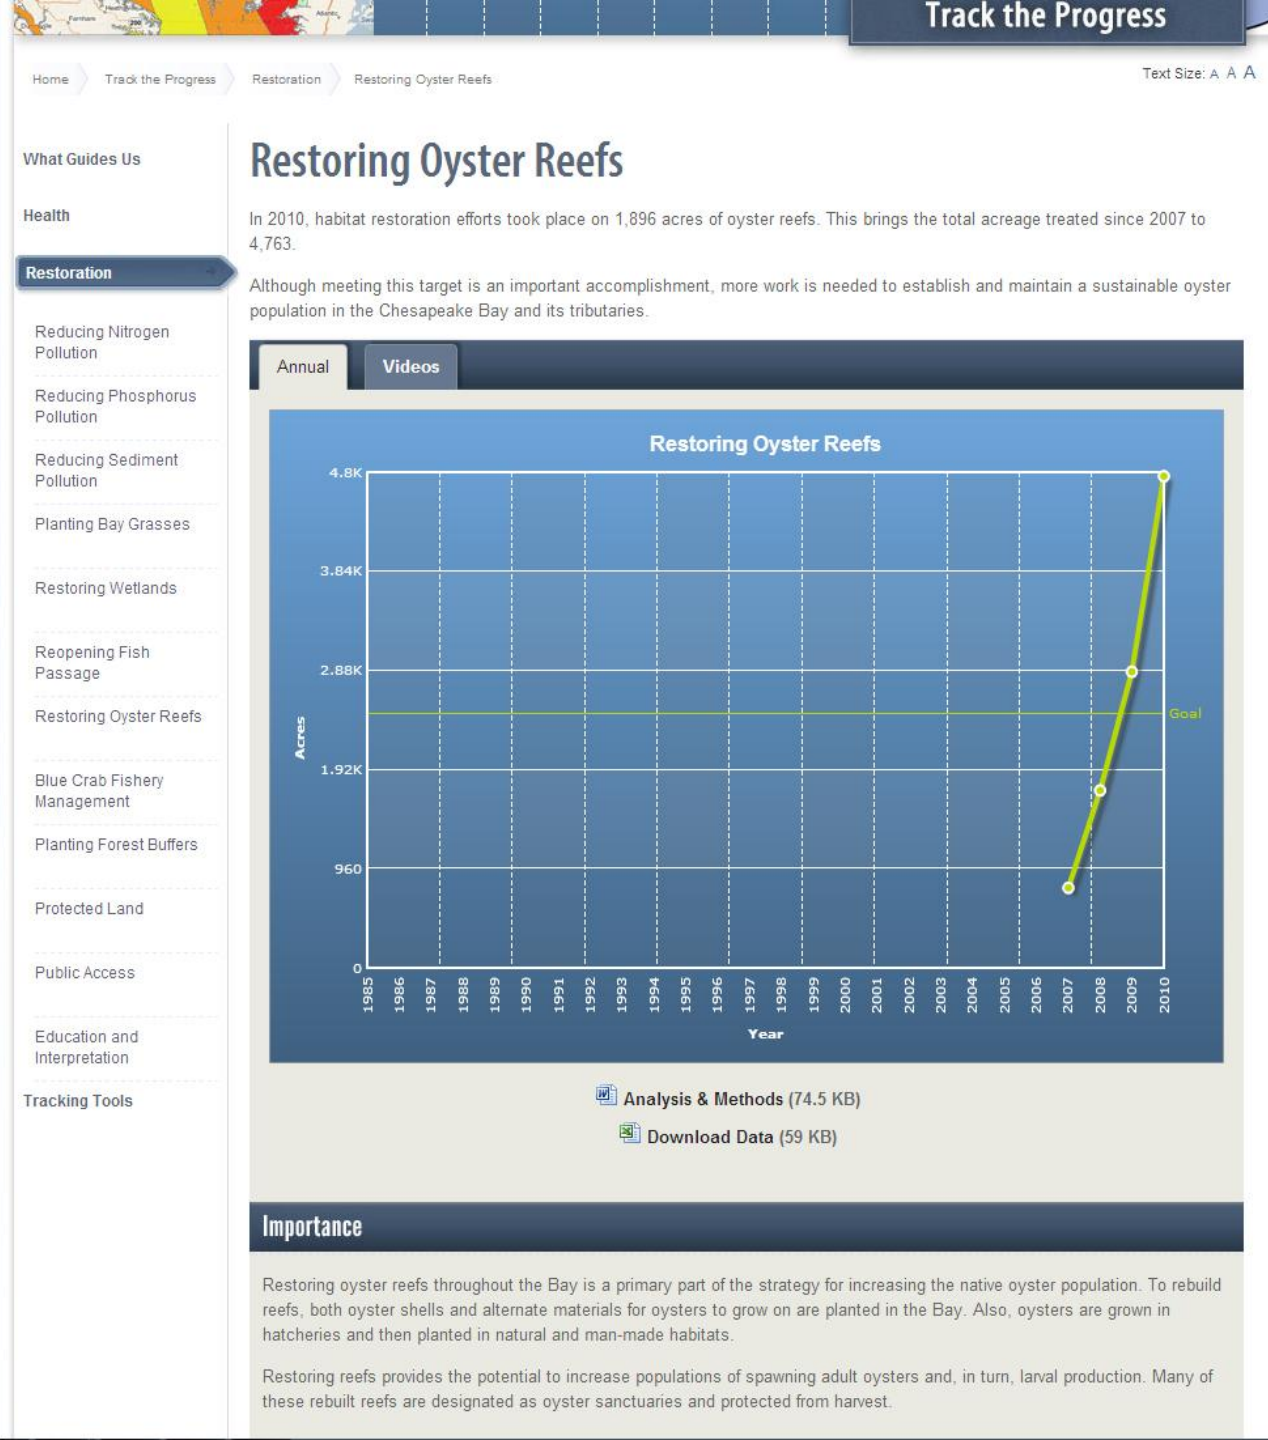 Farnham
200
Atlantic
Track the Progress
Home Track the Progress Restoration Restoring Oyster Reefs
Text Size: A A A
What Guides Us
Health
Restoration
Reducing Nitrogen
Pollution
Reducing Phosphorus
Pollution
Reducing Sediment
Pollution
Planting Bay Grasses
Restoring Wetlands
Reopening Fish
Passage
Restoring Oyster Reefs
Blue Crab Fishery
Management
Planting Forest Buffers
Protected Land
Public Access
Education and
Interpretation
Tracking Tools
Restoring Oyster Reefs
In 2010, habitat restoration efforts took place on 1,896 acres of oyster reefs. This brings the total acreage treated since 2007 to
4,763.
Although meeting this target is an important accomplishment, more work is needed to establish and maintain a sustainable oyster
population in the Chesapeake Bay and its tributaries.
Annual Videos
Restoring Oyster Reefs
4.8K
3.84K
2.88K
Goal
Acres
1.92K
960
0
1985 1986 1987 1988 1989 1990 1991 1992 1993 1994 1995 1996 1997 1998 1999 2000 2001 2002 2003 2004 2005 2006 2007 2008 2009 2010
Year
Analysis & Methods (74.5 KB)
Download Data (59 KB)
Importance
Restoring oyster reefs throughout the Bay is a primary part of the strategy for increasing the native oyster population. To rebuild
reefs, both oyster shells and alternate materials for oysters to grow on are planted in the Bay. Also, oysters are grown in
hatcheries and then planted in natural and man-made habitats.
Restoring reefs provides the potential to increase populations of spawning adult oysters and, in turn, larval production. Many of
these rebuilt reefs are designated as oyster sanctuaries and protected from harvest.